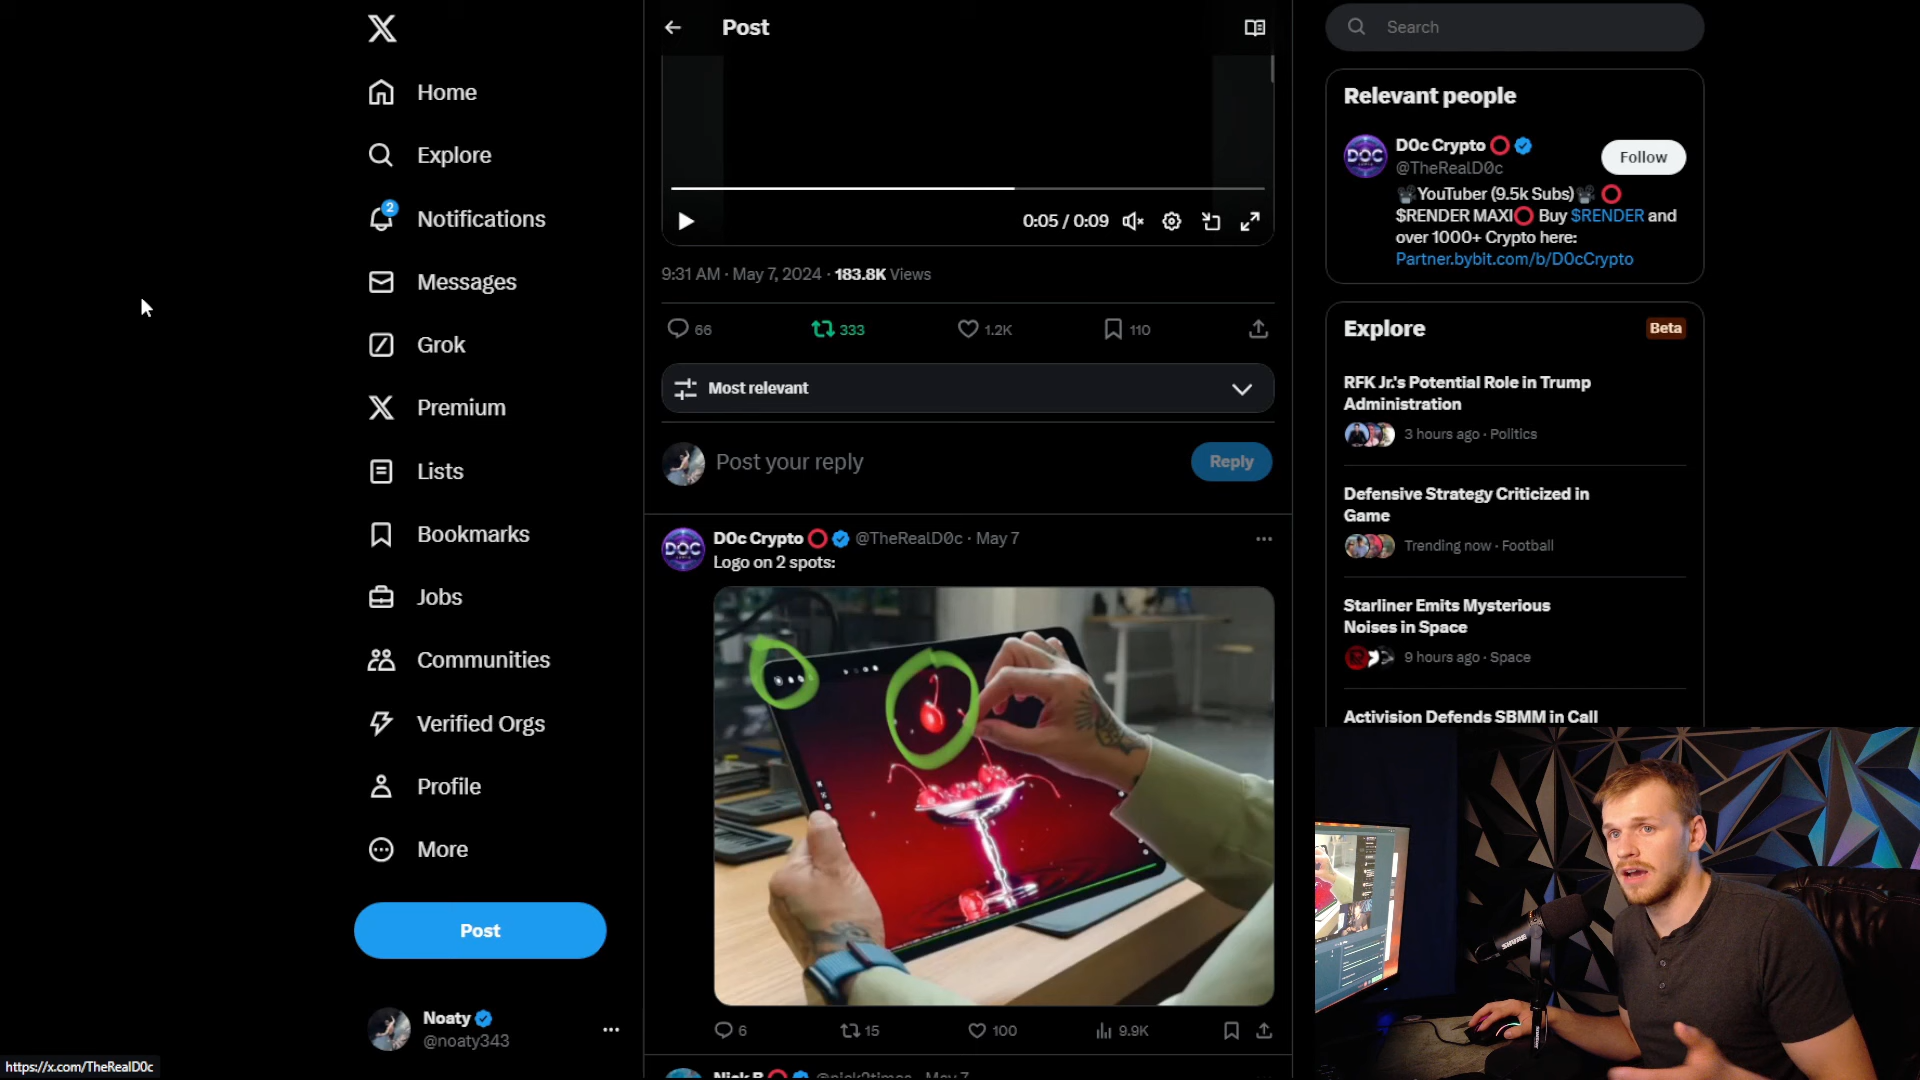 Post
Search
Home
Explore
2
Notifications
Messages
Grok
Premium
Lists
Bookmarks
Jobs
Communities
Verified Orgs
Profile
More
Post
Noaty
@noaty343
https://x.com/TheRealD0c
0:05 / 0:09
9:31 AM · May 7, 2024 · 183.8K Views
66
333
1.2K
110
Most relevant
Post your reply
Reply
DOC
D0c Crypto @TheRealD0c · May 7
Logo on 2 spots:
6
15
100
9.9K
Relevant people
DOC
D0c Crypto
@TheRealD0c
Follow
YouTuber (9.5k Subs)
$RENDER MAXI Buy $RENDER and
over 1000+ Crypto here:
Partner.bybit.com/b/D0cCrypto
Explore
Beta
RFK Jr.'s Potential Role in Trump
Administration
3 hours ago · Politics
Defensive Strategy Criticized in
Game
Trending now · Football
Starliner Emits Mysterious
Noises in Space
9 hours ago · Space
Activision Defends SBMM in Call
SHURE